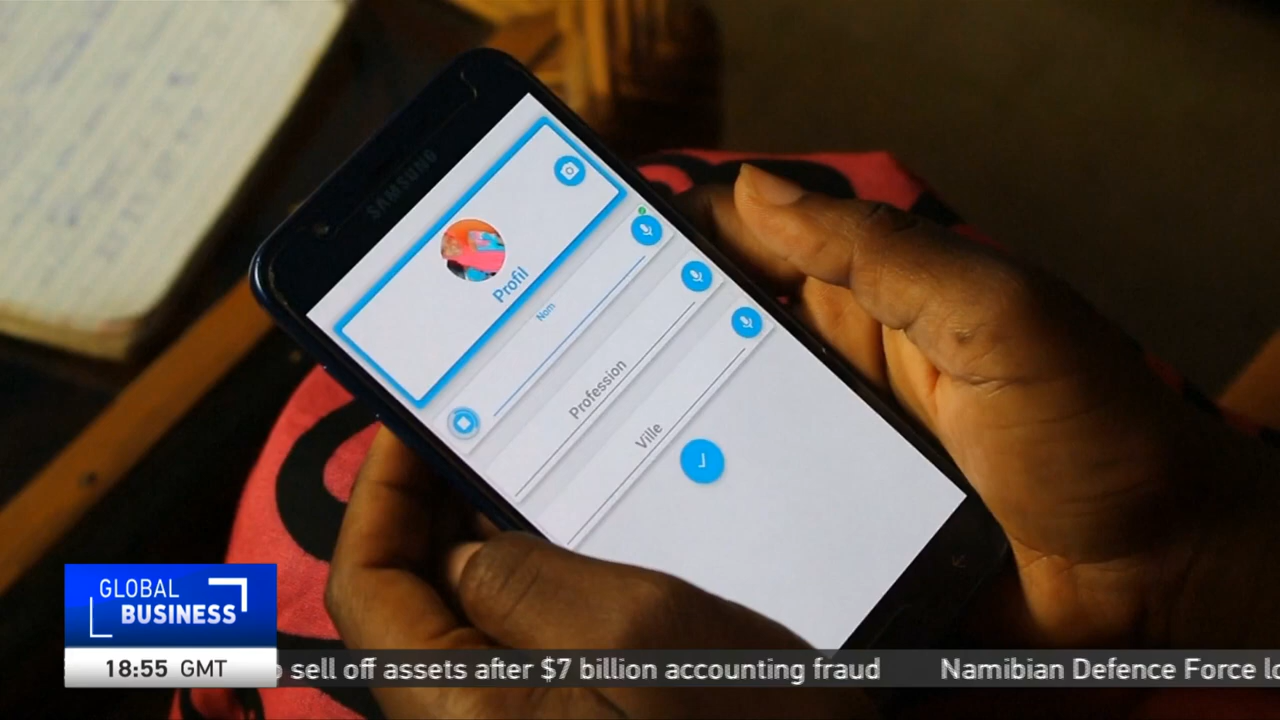 SAMSUNG
Profil
Nom
Profession
Ville
GLOBAL
BUSINESS
18:55 GMT
sell off assets after $7 billion accounting fraud
Namibian Defence Force